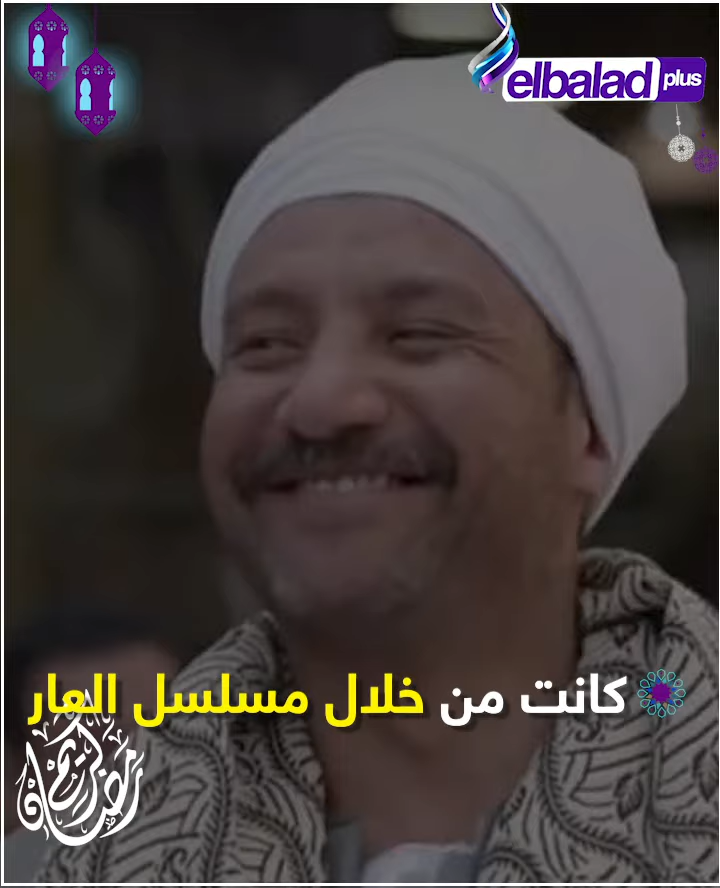 elbalad plus
كانت من خلال مسلسل العار
رمضان كريم